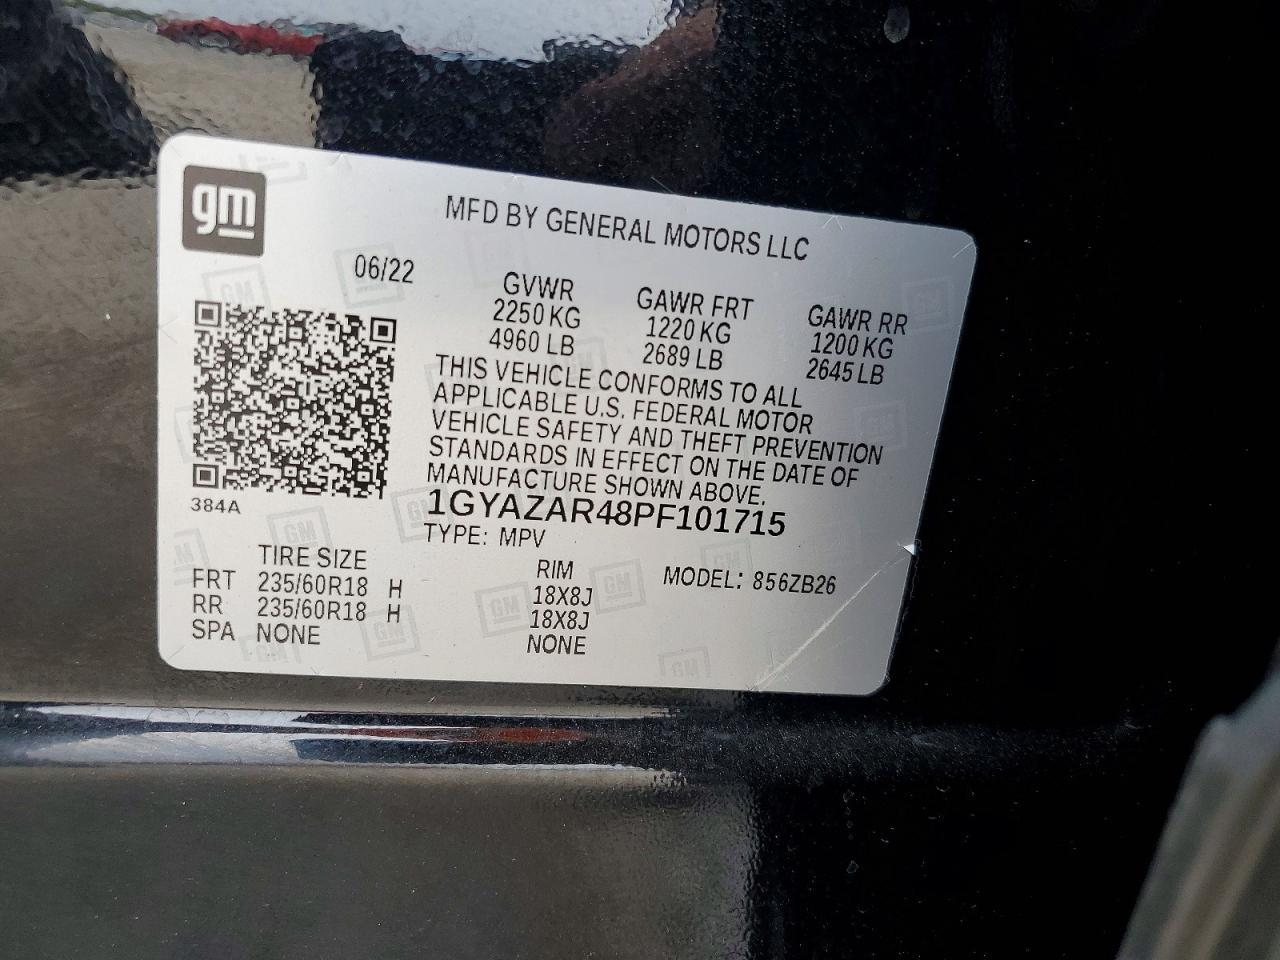 gm
MFD BY GENERAL MOTORS LLC
06/22
GVWR
2250 KG
4960 LB
GAWR FRT
1220 KG
2689 LB
GAWR RR
1200 KG
2645 LB
THIS VEHICLE CONFORMS TO ALL
APPLICABLE U.S. FEDERAL MOTOR
VEHICLE SAFETY AND THEFT PREVENTION
STANDARDS IN EFFECT ON THE DATE OF
MANUFACTURE SHOWN ABOVE.
384A
1GYAZAR48PF101715
TYPE: MPV
TIRE SIZE
RIM
MODEL: 856ZB26
FRT 235/60R18 H 18X8J
RR 235/60R18 H 18X8J
SPA NONE NONE